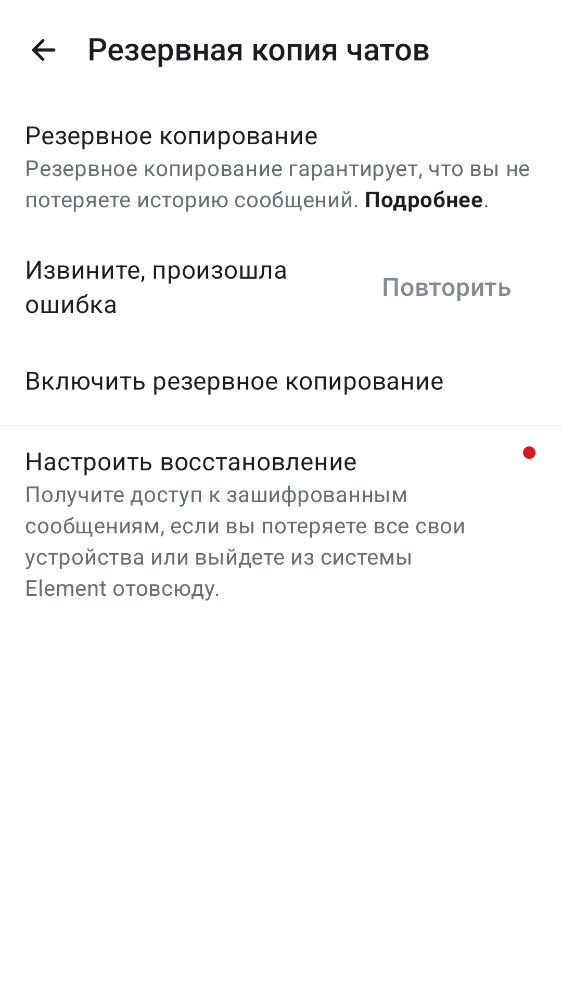 Резервная копия чатов
Резервное копирование
Резервное копирование гарантирует, что вы не
потеряете историю сообщений. Подробнее.
Извините, произошла
ошибка
Повторить
Включить резервное копирование
Настроить восстановление
Получите доступ к зашифрованным
сообщениям, если вы потеряете все свои
устройства или выйдете из системы
Element отовсюду.